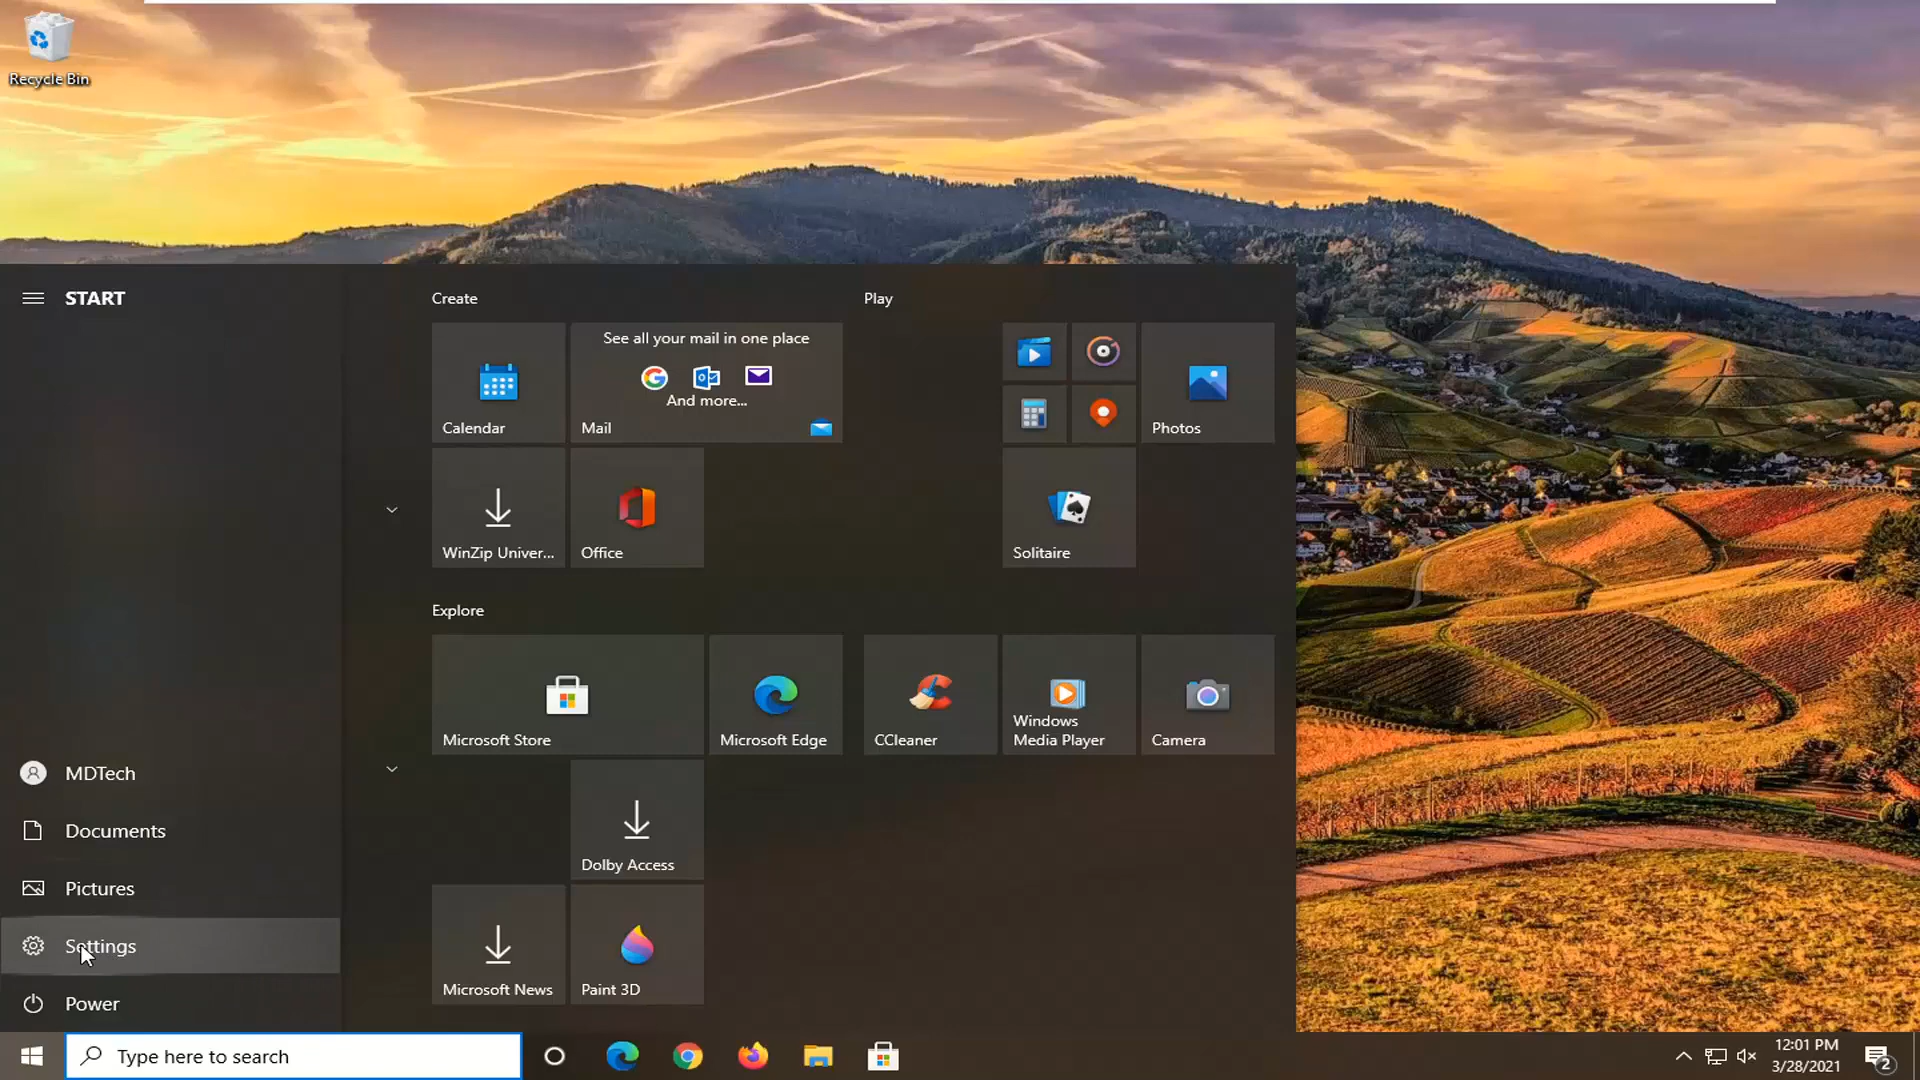 Recycle Bin
START
Create
Play
See all your mail in one place
And more...
Calendar
Mail
Photos
WinZip Univer...
Office
Solitaire
Explore
Microsoft Store
Microsoft Edge
CCleaner
Windows
Media Player
Camera
MDTech
Documents
Dolby Access
Pictures
Settings
Microsoft News
Paint 3D
Power
Type here to search
12:01 PM
3/28/2021
2